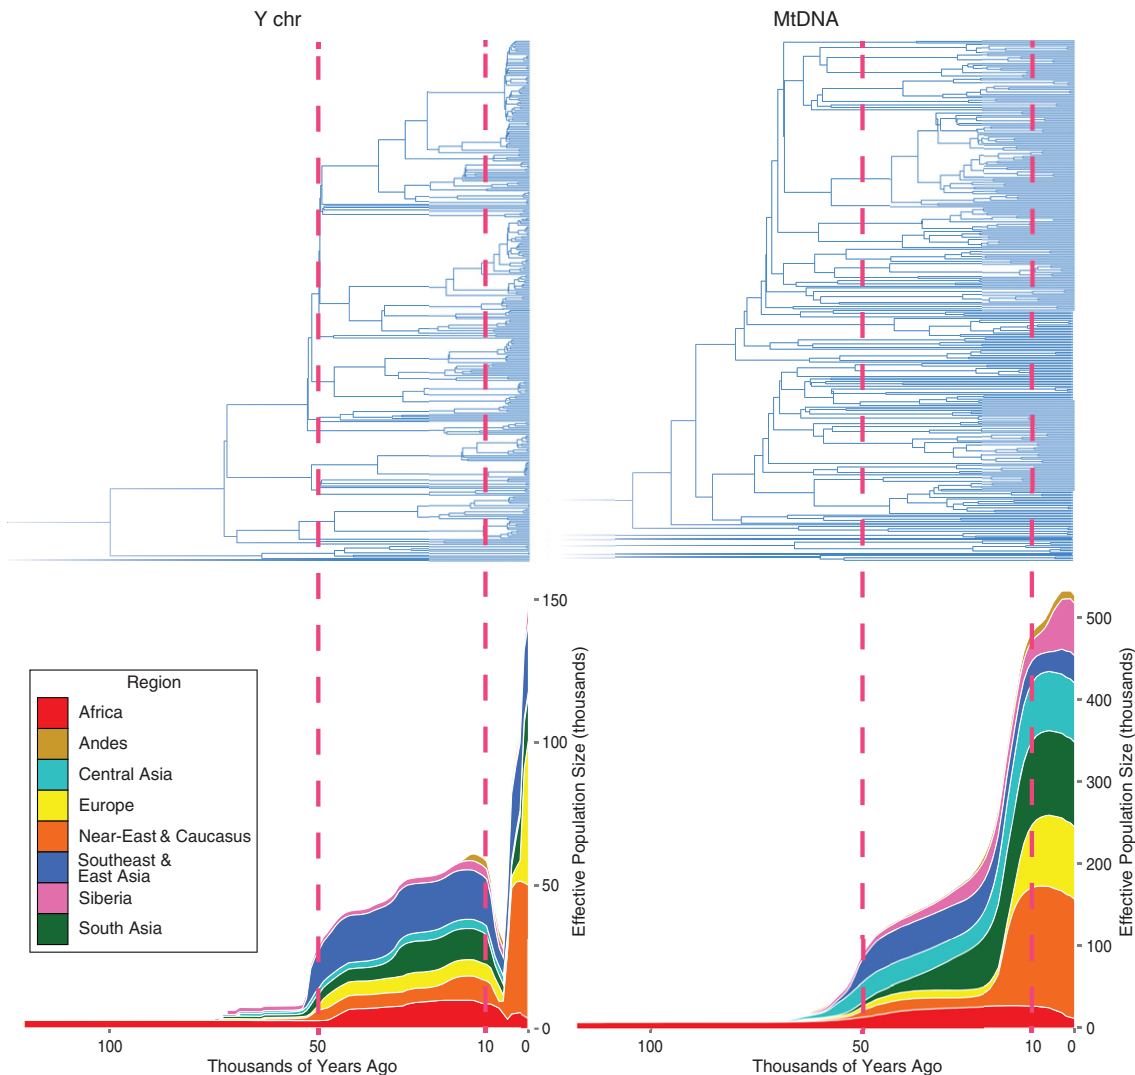 Y chr
MtDNA
150
100
50
0
Effective Population Size (thousands)
500
400
300
200
100
0
Effective Population Size (thousands)
Region
Africa
Andes
Central Asia
Europe
Near-East & Caucasus
Southeast &
East Asia
Siberia
South Asia
100
50
10
0
Thousands of Years Ago
100
50
10
0
Thousands of Years Ago